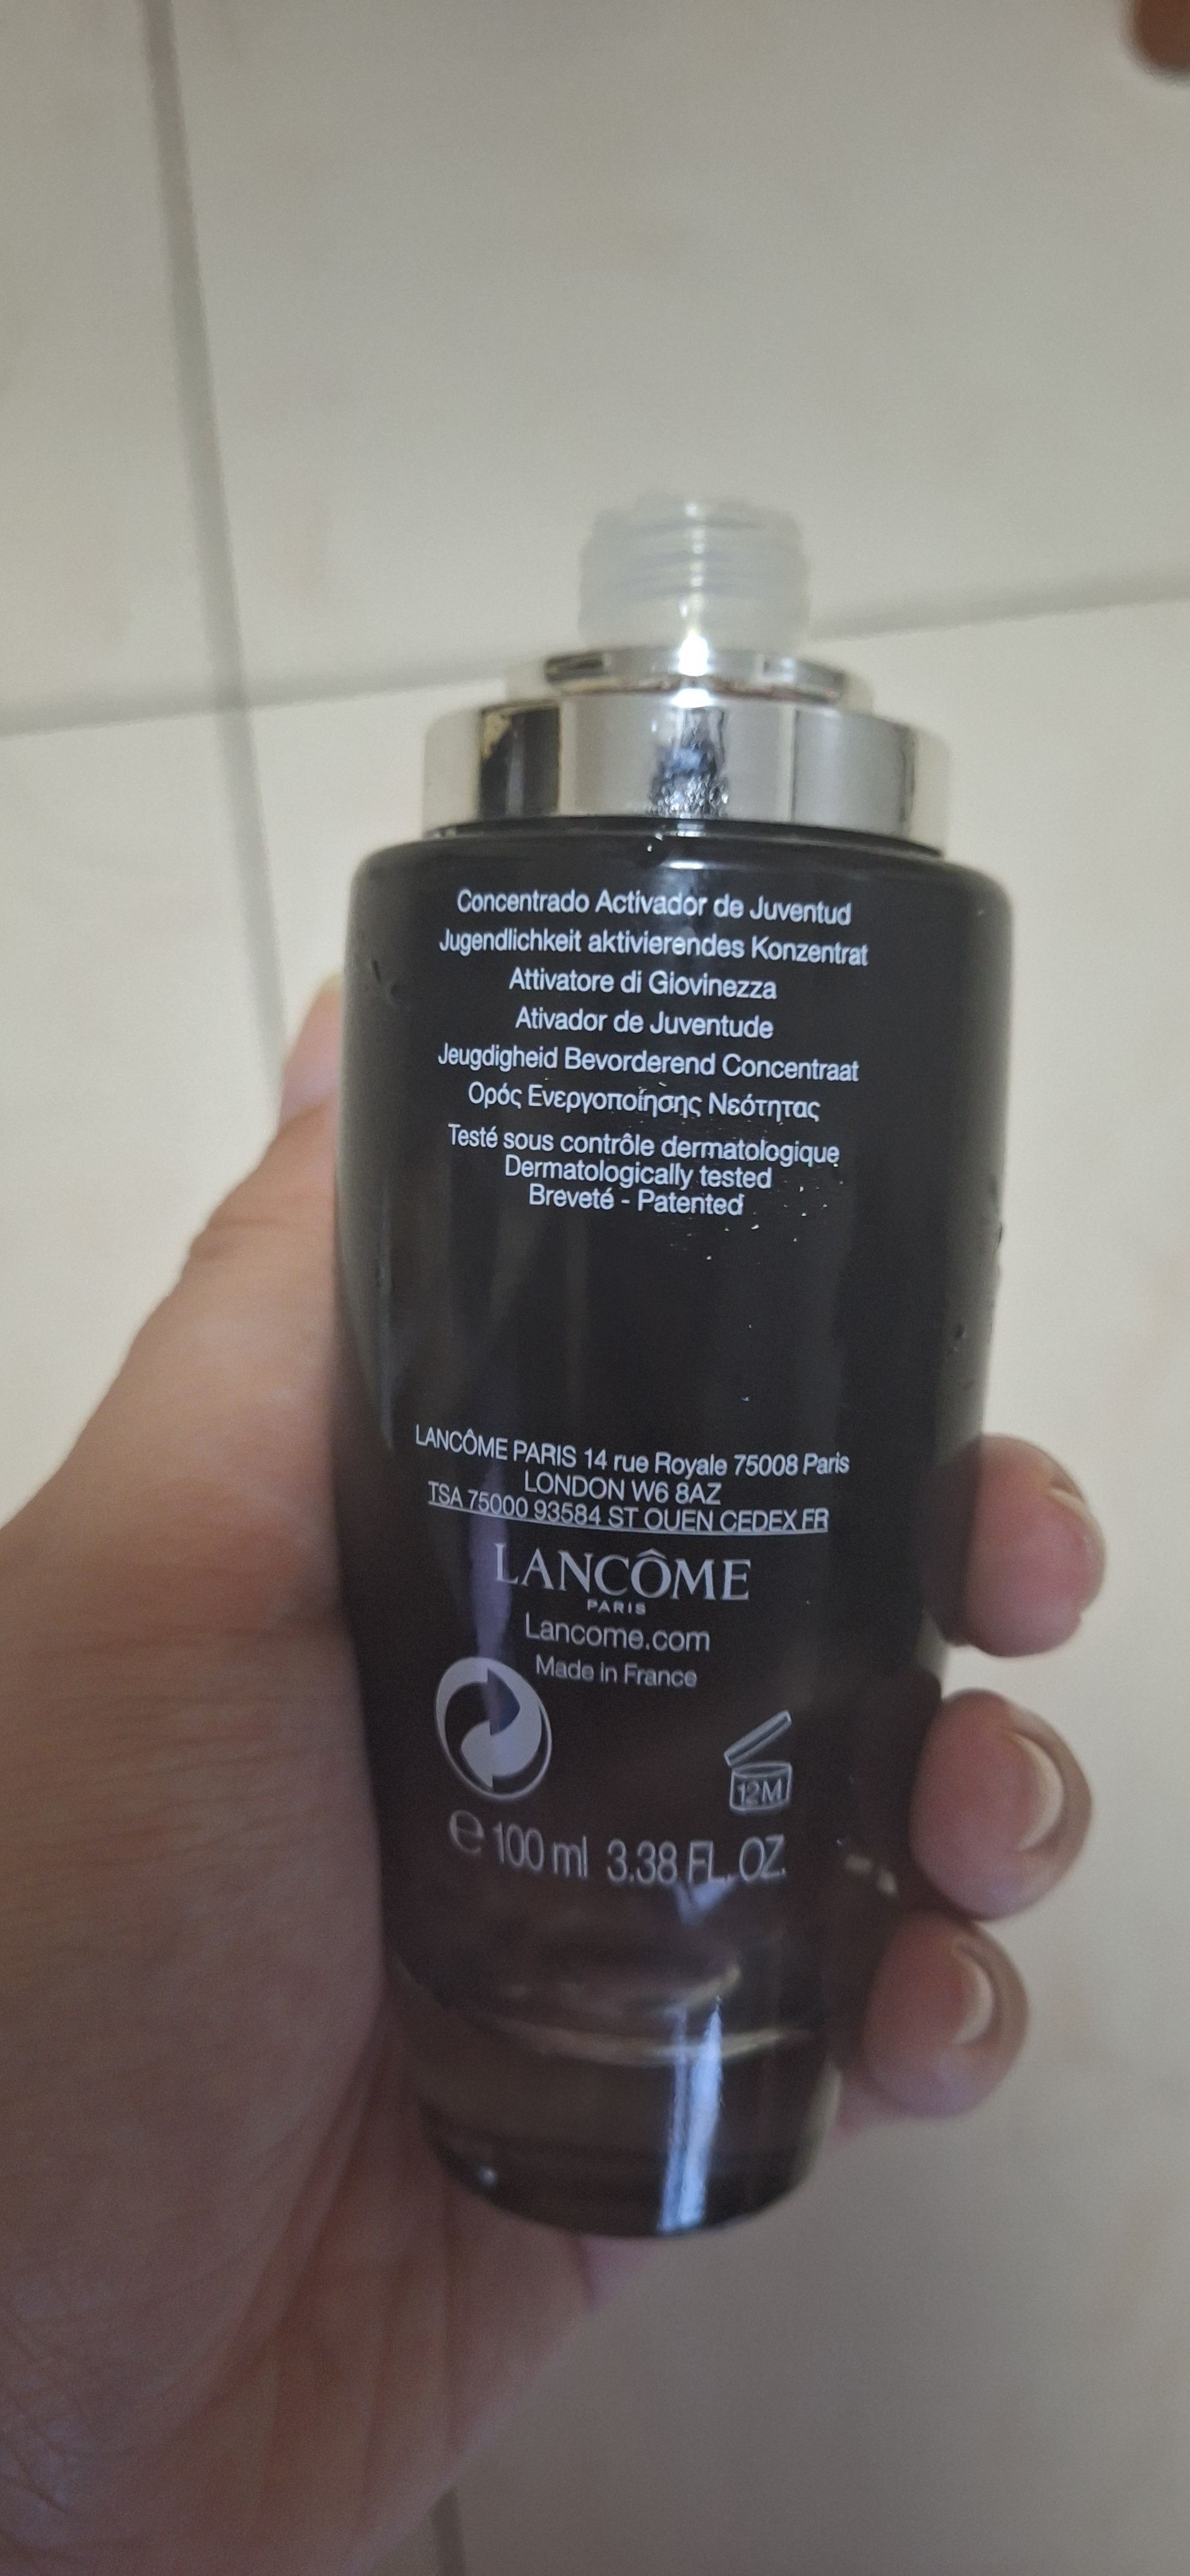 Concentrado Activador de Juventud
Jugendlichkeit aktivierendes Konzentrat
Attivatore di Giovinezza
Ativador de Juventude
Jeugdigheid Bevorderend Concentraat
Ορός Ενεργοποίησης Νεότητας
Testé sous contrôle dermatologique
Dermatologically tested
Breveté - Patented
LANCÔME PARIS 14 rue Royale 75008 Paris
LONDON W6 8AZ
TSA 75000 93584 ST OUEN CEDEX FR
LANCÔME
PARIS
Lancome.com
Made in France
12M
℮ 100 ml 3.38 FL. OZ.